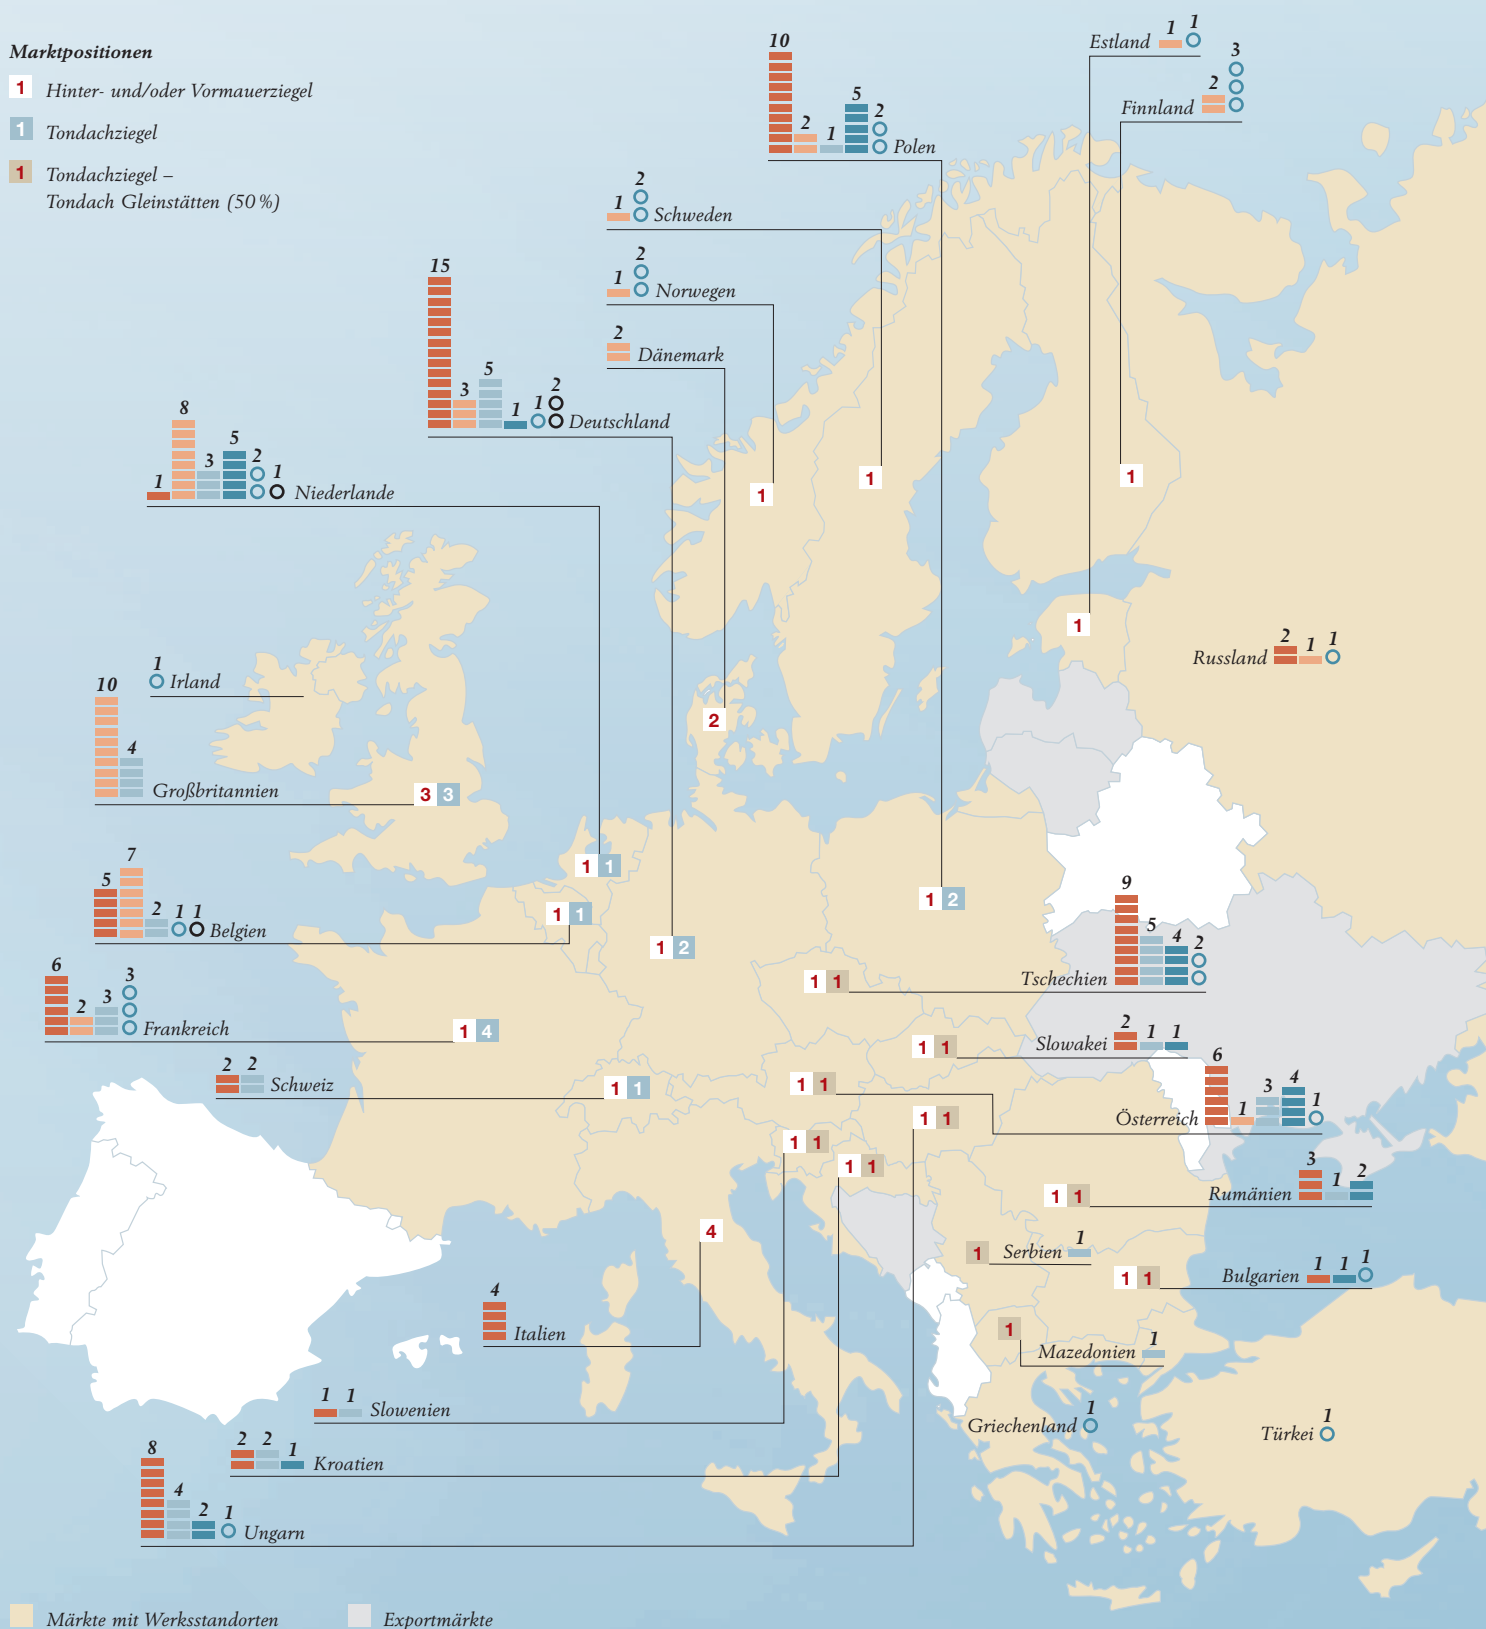 Marktpositionen
1 Hinter- und/oder Vormauerziegel
1 Tondachziegel
1 Tondachziegel –
Tondach Gleinstätten (50 %)
1 1
Estland
3
2
Finnland
10
2 1 5 2
Polen
2
1
Schweden
2
1
Norwegen
2
Dänemark
15
3 5 1 1 2
Deutschland
1 8 3 5 2 1
Niederlande
1
Irland
10
4
Großbritannien
5 7 2 1 1
Belgien
6 2 3 3
Frankreich
2 2
Schweiz
2 1 1
Russland
9 5 4 2
Tschechien
2 1 1
Slowakei
6 1 3 4 1
Österreich
3 1 2
Rumänien
1
Serbien
1 1 1
Bulgarien
1
Mazedonien
1
Griechenland
1
Türkei
4
Italien
1 1
Slowenien
2 2 1
Kroatien
8 4 2 1
Ungarn
1
1
1
1
1
2
3 3
1 1
1 1
1 2
1 2
1 1
1 4
1 1
1 1
1 1
1 1
1 1
1 1
1 1
4
1
1 1
1
Märkte mit Werksstandorten
Exportmärkte